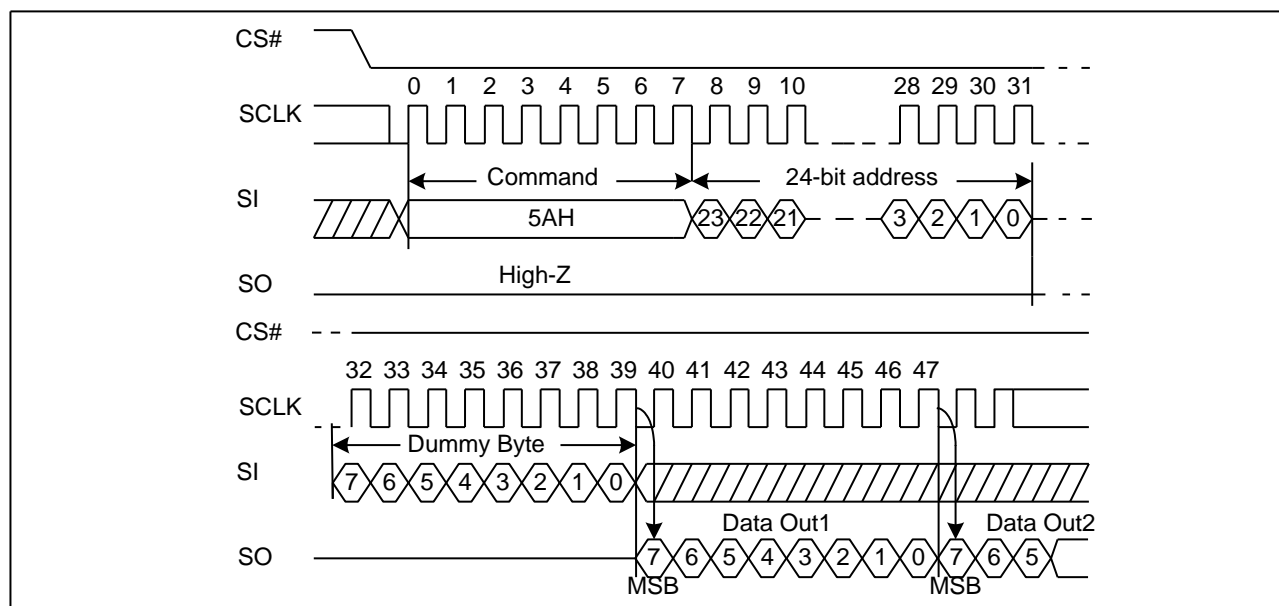 CS#
0 1 2 3 4 5 6 7 8 9 10 28 29 30 31
SCLK
Command 24-bit address
SI
5AH 23 22 21 3 2 1 0
High-Z
SO
CS#
32 33 34 35 36 37 38 39 40 41 42 43 44 45 46 47
SCLK
Dummy Byte
SI
7 6 5 4 3 2 1 0
Data Out1 Data Out2
SO
7 6 5 4 3 2 1 0 7 6 5
MSB MSB